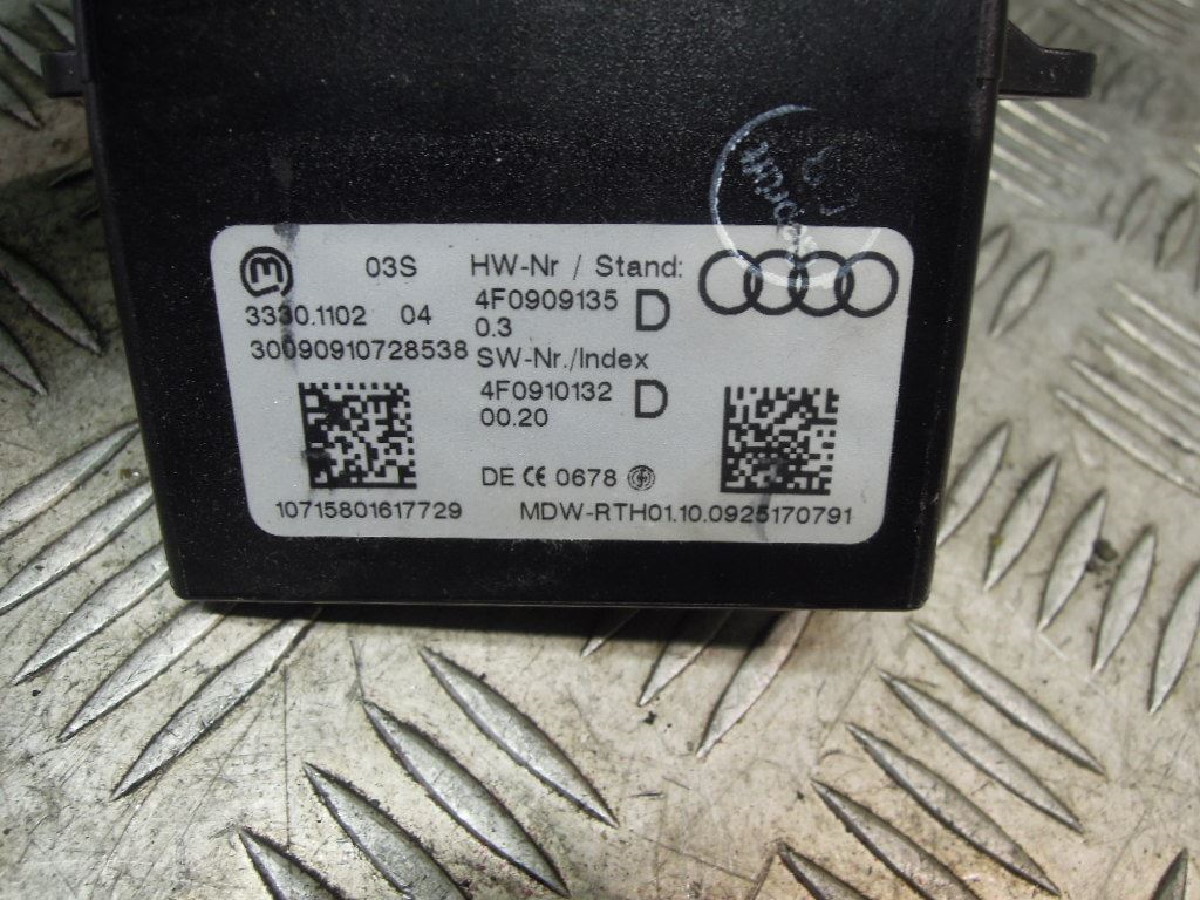 03S
3330.1102 04
30090910728538
HW-Nr / Stand:
4F0909135 D
0.3
SW-Nr./Index
4F0910132 D
00.20
DE CE 0678
10715801617729
MDW-RTH01.10.0925170791